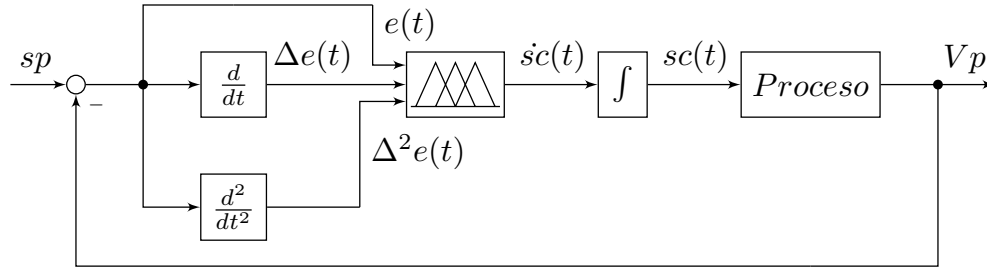 e(t)
sp
Δe(t)
ṡc(t)
sc(t)
Vp
d/dt
∫
Proceso
−
Δ²e(t)
d²/dt²